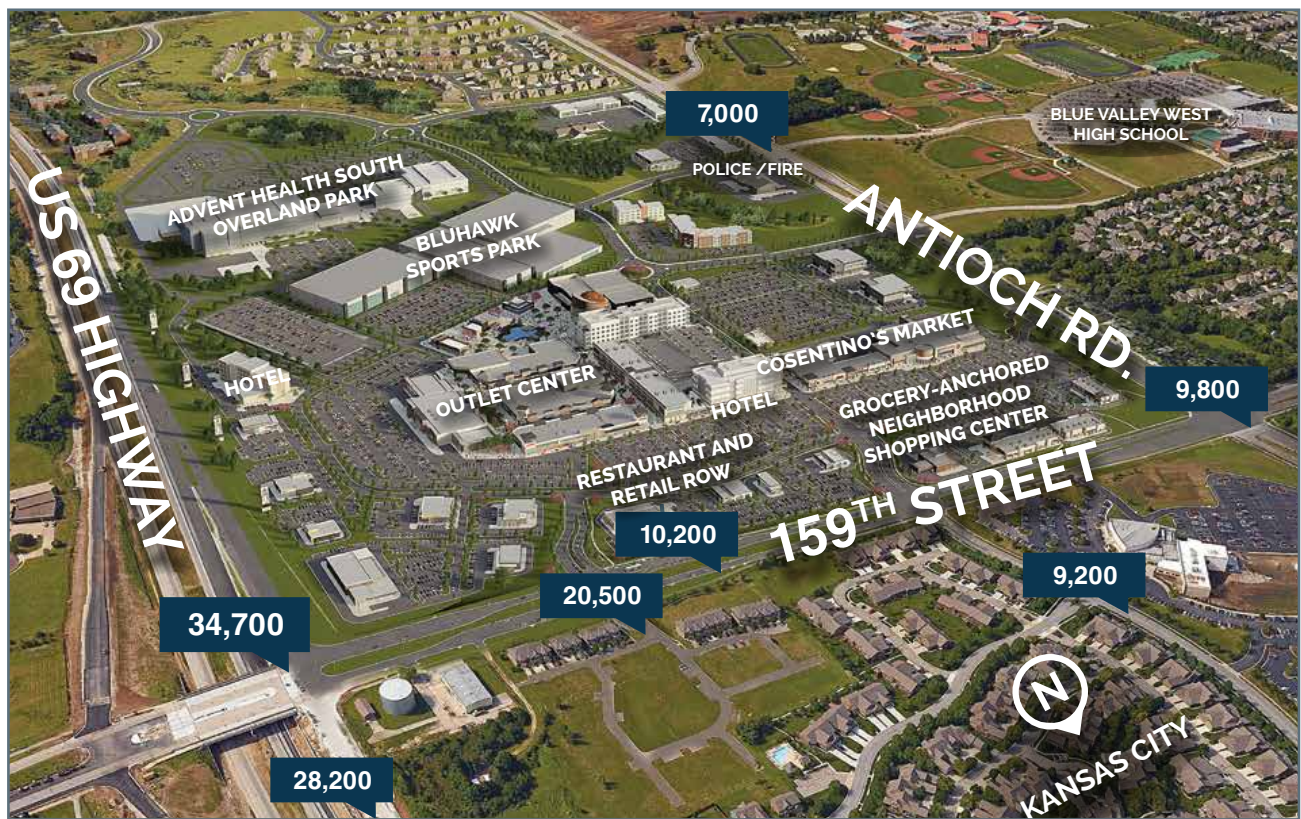 7,000
BLUE VALLEY WEST
HIGH SCHOOL
POLICE /FIRE
ADVENT HEALTH SOUTH
OVERLAND PARK
BLUHAWK
SPORTS PARK
US 69 HIGHWAY
ANTIOCH RD.
COSENTINO'S MARKET
HOTEL
OUTLET CENTER
HOTEL
GROCERY-ANCHORED
NEIGHBORHOOD
SHOPPING CENTER
9,800
RESTAURANT AND
RETAIL ROW
159TH STREET
10,200
20,500
9,200
34,700
28,200
N
KANSAS CITY